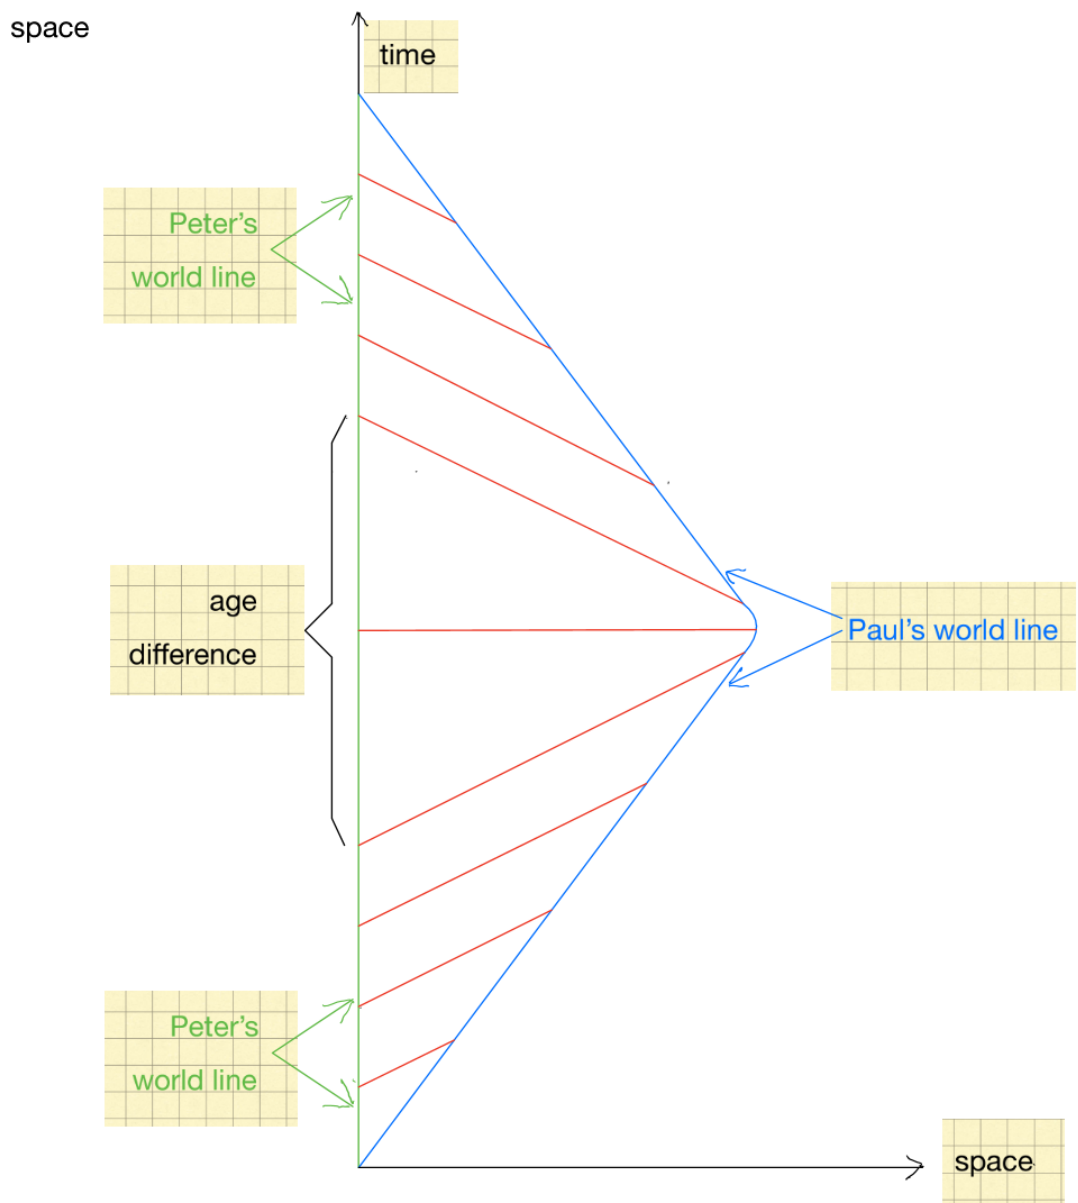 space
time
Peter's
world line
age
difference
Paul's world line
Peter's
world line
space